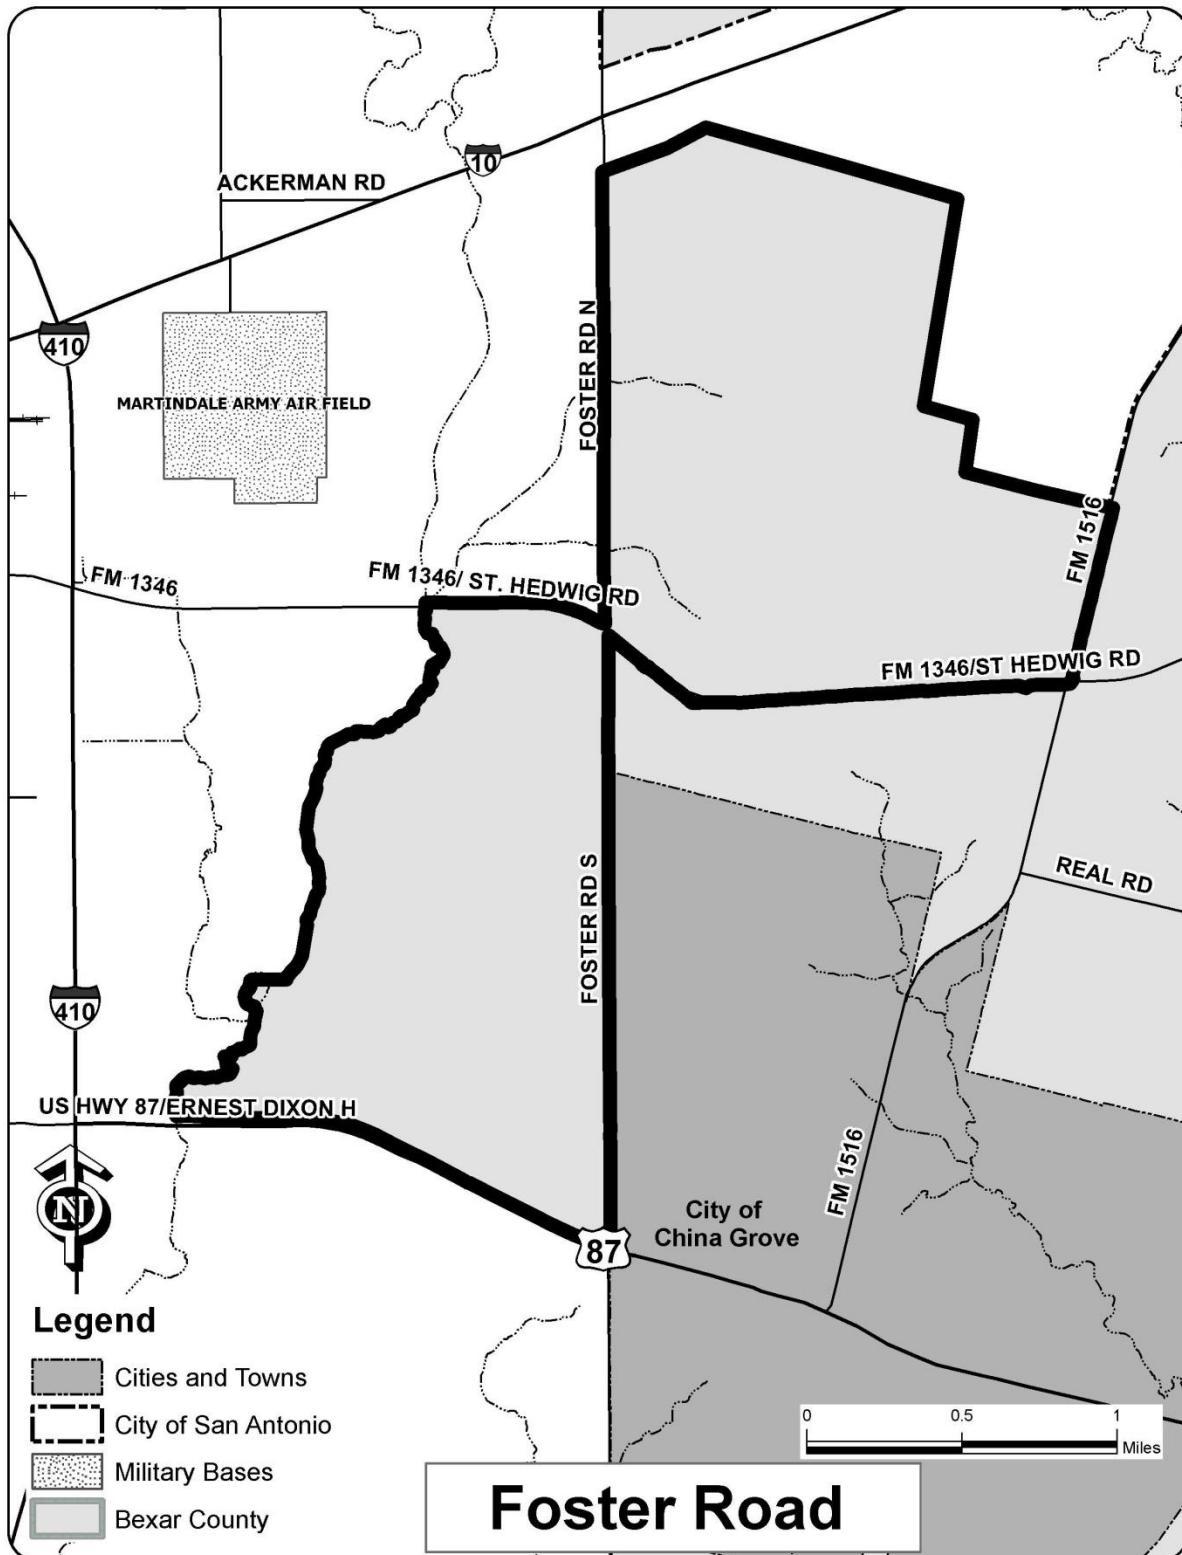 10
ACKERMAN RD
410
MARTINDALE ARMY AIR FIELD
FOSTER RD N
FM 1516
FM 1346
FM 1346/ ST. HEDWIG RD
FM 1346/ST HEDWIG RD
REAL RD
FOSTER RD S
410
US HWY 87/ERNEST DIXON H
FM 1516
N
City of
China Grove
87
Legend
Cities and Towns
City of San Antonio
Military Bases
Bexar County
0 0.5 1
Miles
Foster Road